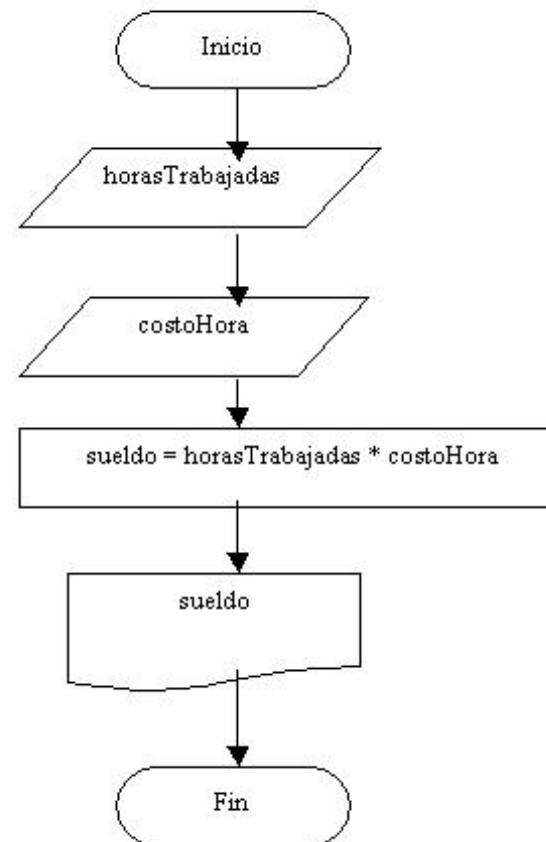 Inicio
horasTrabajadas
costoHora
sueldo = horasTrabajadas * costoHora
sueldo
Fin